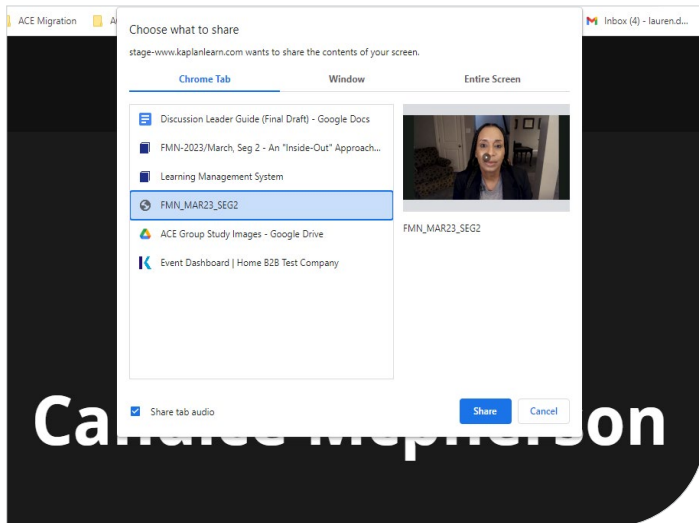 ACE Migration
Inbox (4) - lauren.d...
Choose what to share
stage-www.kaplanlearn.com wants to share the contents of your screen.
Chrome Tab Window Entire Screen
Discussion Leader Guide (Final Draft) - Google Docs
FMN-2023/March, Seg 2 - An "Inside-Out" Approach...
Learning Management System
FMN_MAR23_SEG2
ACE Group Study Images - Google Drive
Event Dashboard | Home B2B Test Company
FMN_MAR23_SEG2
Share tab audio
Share Cancel
Candice Mcpherson